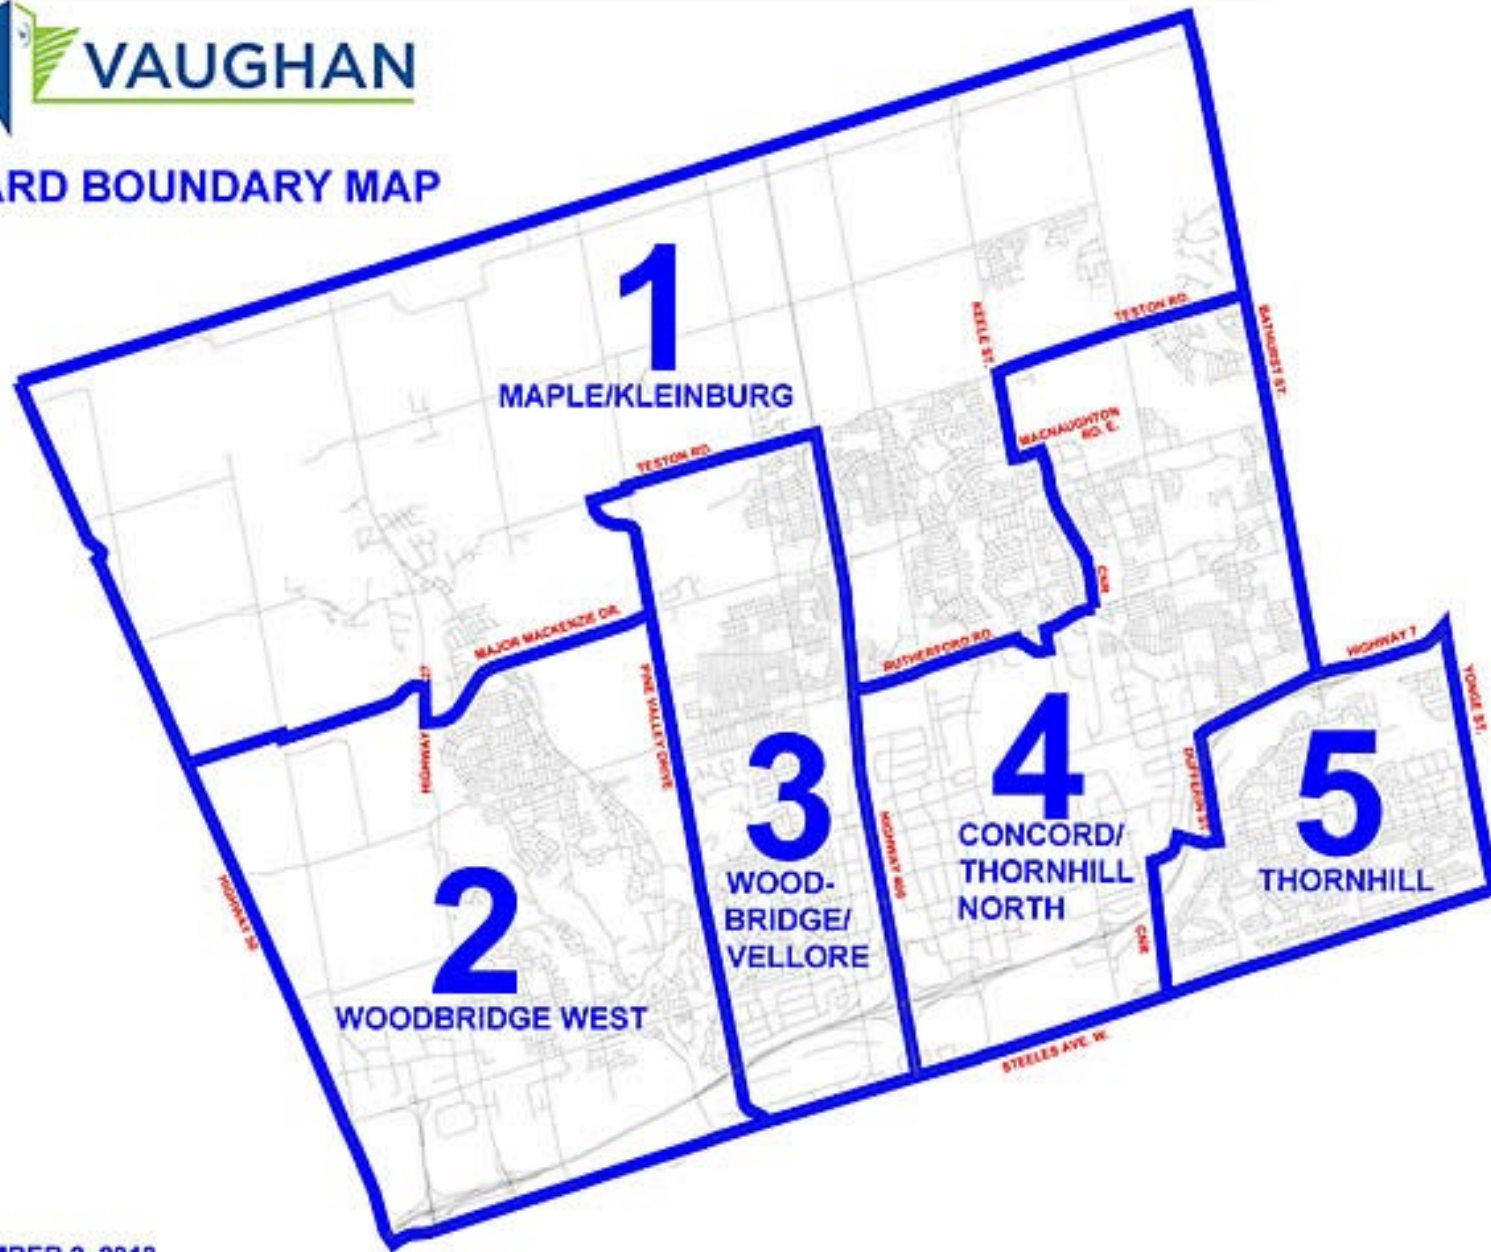 VAUGHAN
ARD BOUNDARY MAP
1
MAPLE/KLEINBURG
KEELE ST.
TESTON RD.
BATHURST ST.
MACNAUGHTON
RD. E.
TESTON RD.
CNR
MAJOR MACKENZIE DR.
RUTHERFORD RD.
HIGHWAY 27
PINE VALLEY DRIVE
HIGHWAY 7
YONGE ST.
3
WOOD-
BRIDGE/
VELLORE
4
CONCORD/
THORNHILL
NORTH
DUFFERIN ST.
5
THORNHILL
HIGHWAY 400
2
WOODBRIDGE WEST
HIGHWAY 50
CNR
STEELES AVE. W.